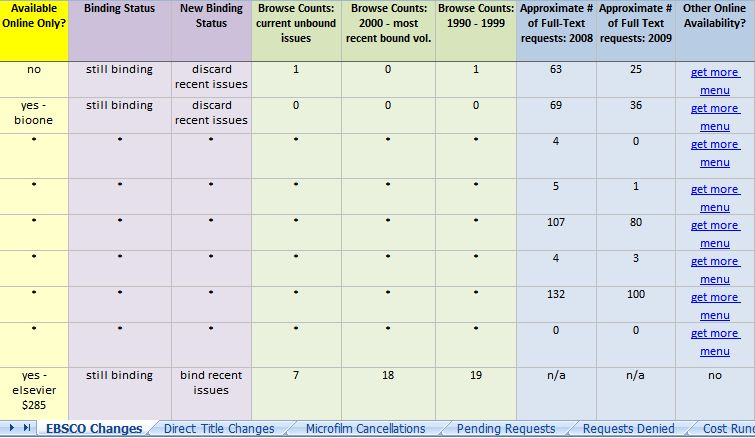 Available Online Only? Binding Status New Binding Status Browse Counts: current unbound issues Browse Counts: 2000 - most recent bound vol. Browse Counts: 1990 - 1999 Approximate # of Full-Text requests: 2008 Approximate # of Full Text requests: 2009 Other Online Availability?
no still binding discard recent issues 1 0 1 63 25 get more menu
yes - bioone still binding discard recent issues 0 0 0 69 36 get more menu
* * * * * * 4 0 get more menu
* * * * * * 5 1 get more menu
* * * * * * 107 80 get more menu
* * * * * * 4 3 get more menu
* * * * * * 132 100 get more menu
* * * * * * 0 0 get more menu
yes - elsevier $285 still binding bind recent issues 7 18 19 n/a n/a no
EBSCO Changes Direct Title Changes Microfilm Cancellations Pending Requests Requests Denied Cost Rund